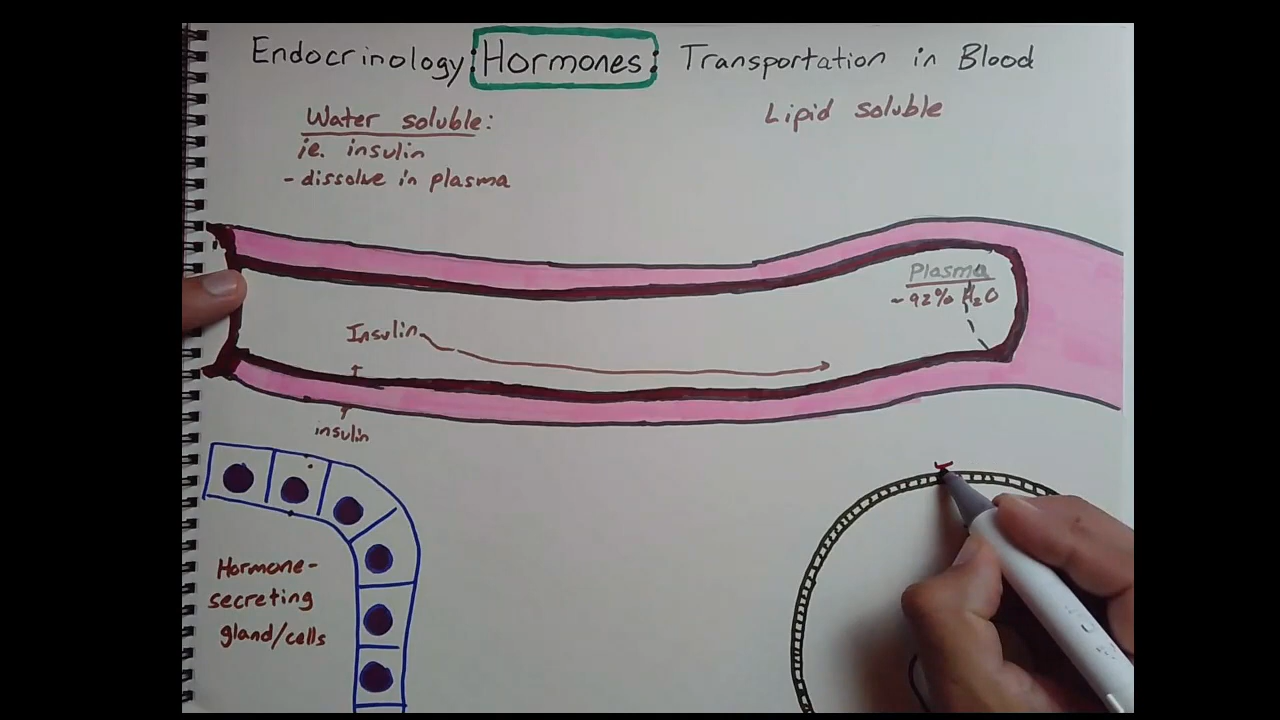 Endocrinology Hormones: Transportation in Blood
Water soluble:
ie. insulin
- dissolve in plasma
Lipid soluble
Plasma
~92% H2O
Insulin
insulin
Hormone-
secreting
gland/cells